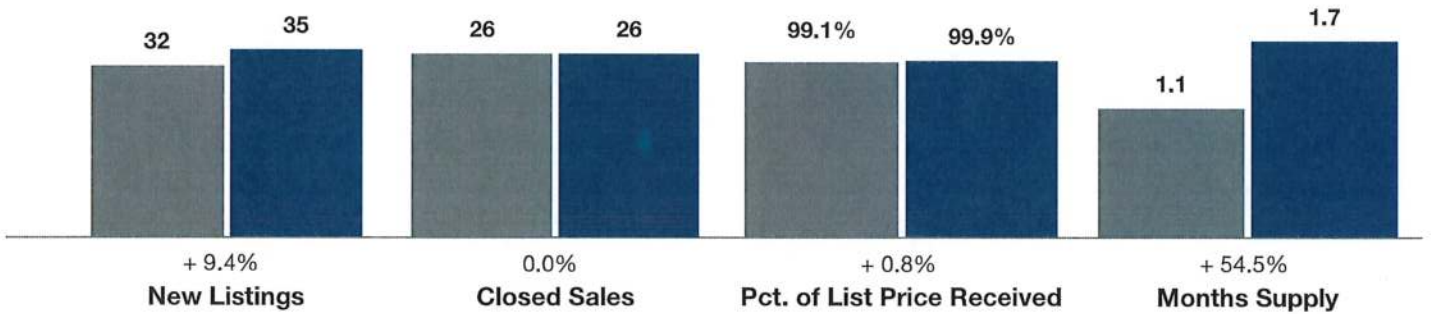 32 35 26 26 99.1% 99.9% 1.1 1.7
+ 9.4% 0.0% + 0.8% + 54.5%
New Listings Closed Sales Pct. of List Price Received Months Supply